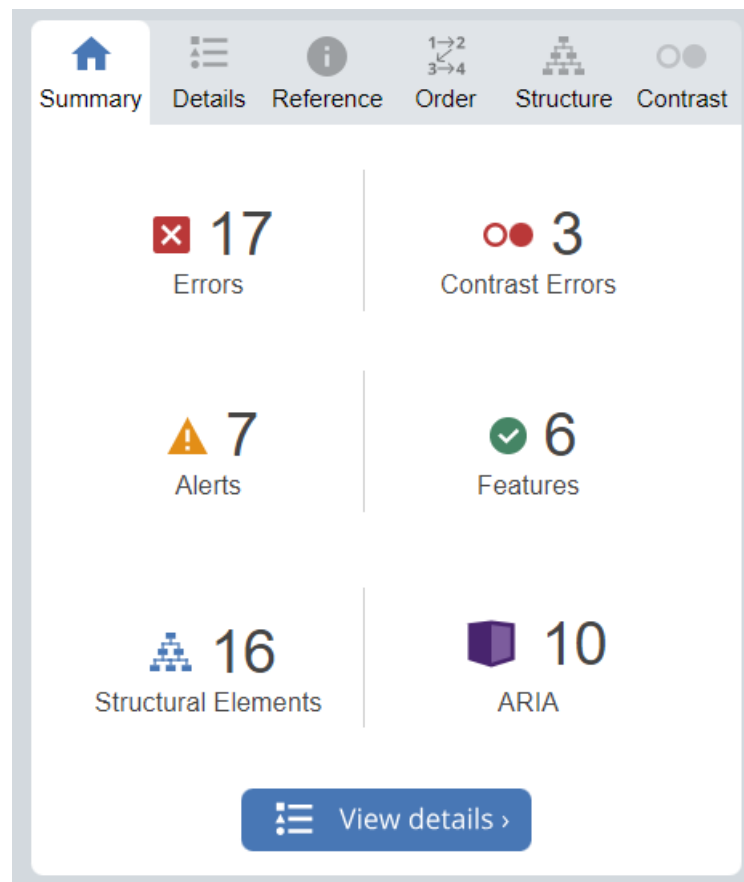 1→2
3→4
Summary Details Reference Order Structure Contrast
17 3
Errors Contrast Errors
7 6
Alerts Features
16 10
Structural Elements ARIA
View details ›